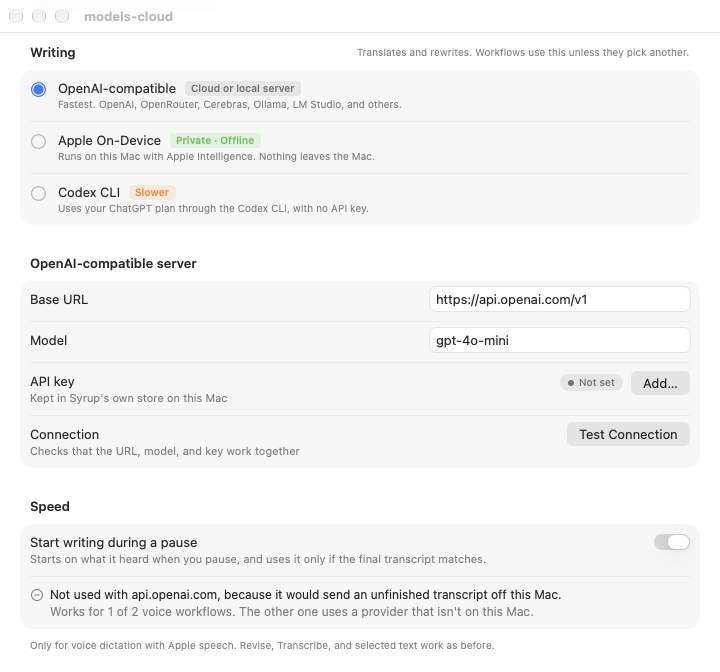 models-cloud
Writing
Translates and rewrites. Workflows use this unless they pick another.
OpenAI-compatible
Cloud or local server
Fastest. OpenAI, OpenRouter, Cerebras, Ollama, LM Studio, and others.
Apple On-Device
Private · Offline
Runs on this Mac with Apple Intelligence. Nothing leaves the Mac.
Codex CLI
Slower
Uses your ChatGPT plan through the Codex CLI, with no API key.
OpenAI-compatible server
Base URL
https://api.openai.com/v1
Model
gpt-4o-mini
API key
Not set
Add...
Kept in Syrup's own store on this Mac
Connection
Test Connection
Checks that the URL, model, and key work together
Speed
Start writing during a pause
Starts on what it heard when you pause, and uses it only if the final transcript matches.
Not used with api.openai.com, because it would send an unfinished transcript off this Mac.
Works for 1 of 2 voice workflows. The other one uses a provider that isn't on this Mac.
Only for voice dictation with Apple speech. Revise, Transcribe, and selected text work as before.